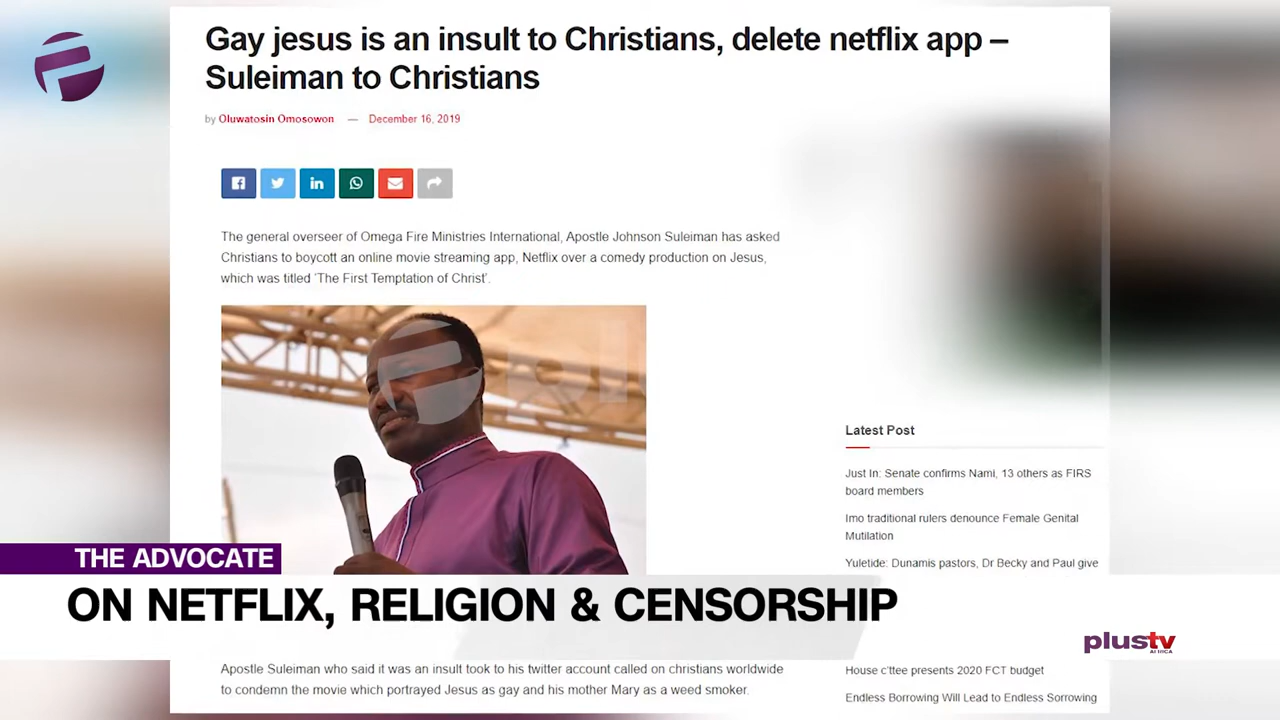 Gay jesus is an insult to Christians, delete netflix app –
Suleiman to Christians
by Oluwatosin Omosowon — December 16, 2019
The general overseer of Omega Fire Ministries International, Apostle Johnson Suleiman has asked
Christians to boycott an online movie streaming app, Netflix over a comedy production on Jesus,
which was titled ‘The First Temptation of Christ’.
Latest Post
Just In: Senate confirms Nami, 13 others as FIRS
board members
Imo traditional rulers denounce Female Genital
Mutilation
Yuletide: Dunamis pastors, Dr Becky and Paul give
THE ADVOCATE
ON NETFLIX, RELIGION & CENSORSHIP
plustv
AFRICA
Apostle Suleiman who said it was an insult took to his twitter account called on christians worldwide
to condemn the movie which portrayed Jesus as gay and his mother Mary as a weed smoker.
House c'ttee presents 2020 FCT budget
Endless Borrowing Will Lead to Endless Sorrowing